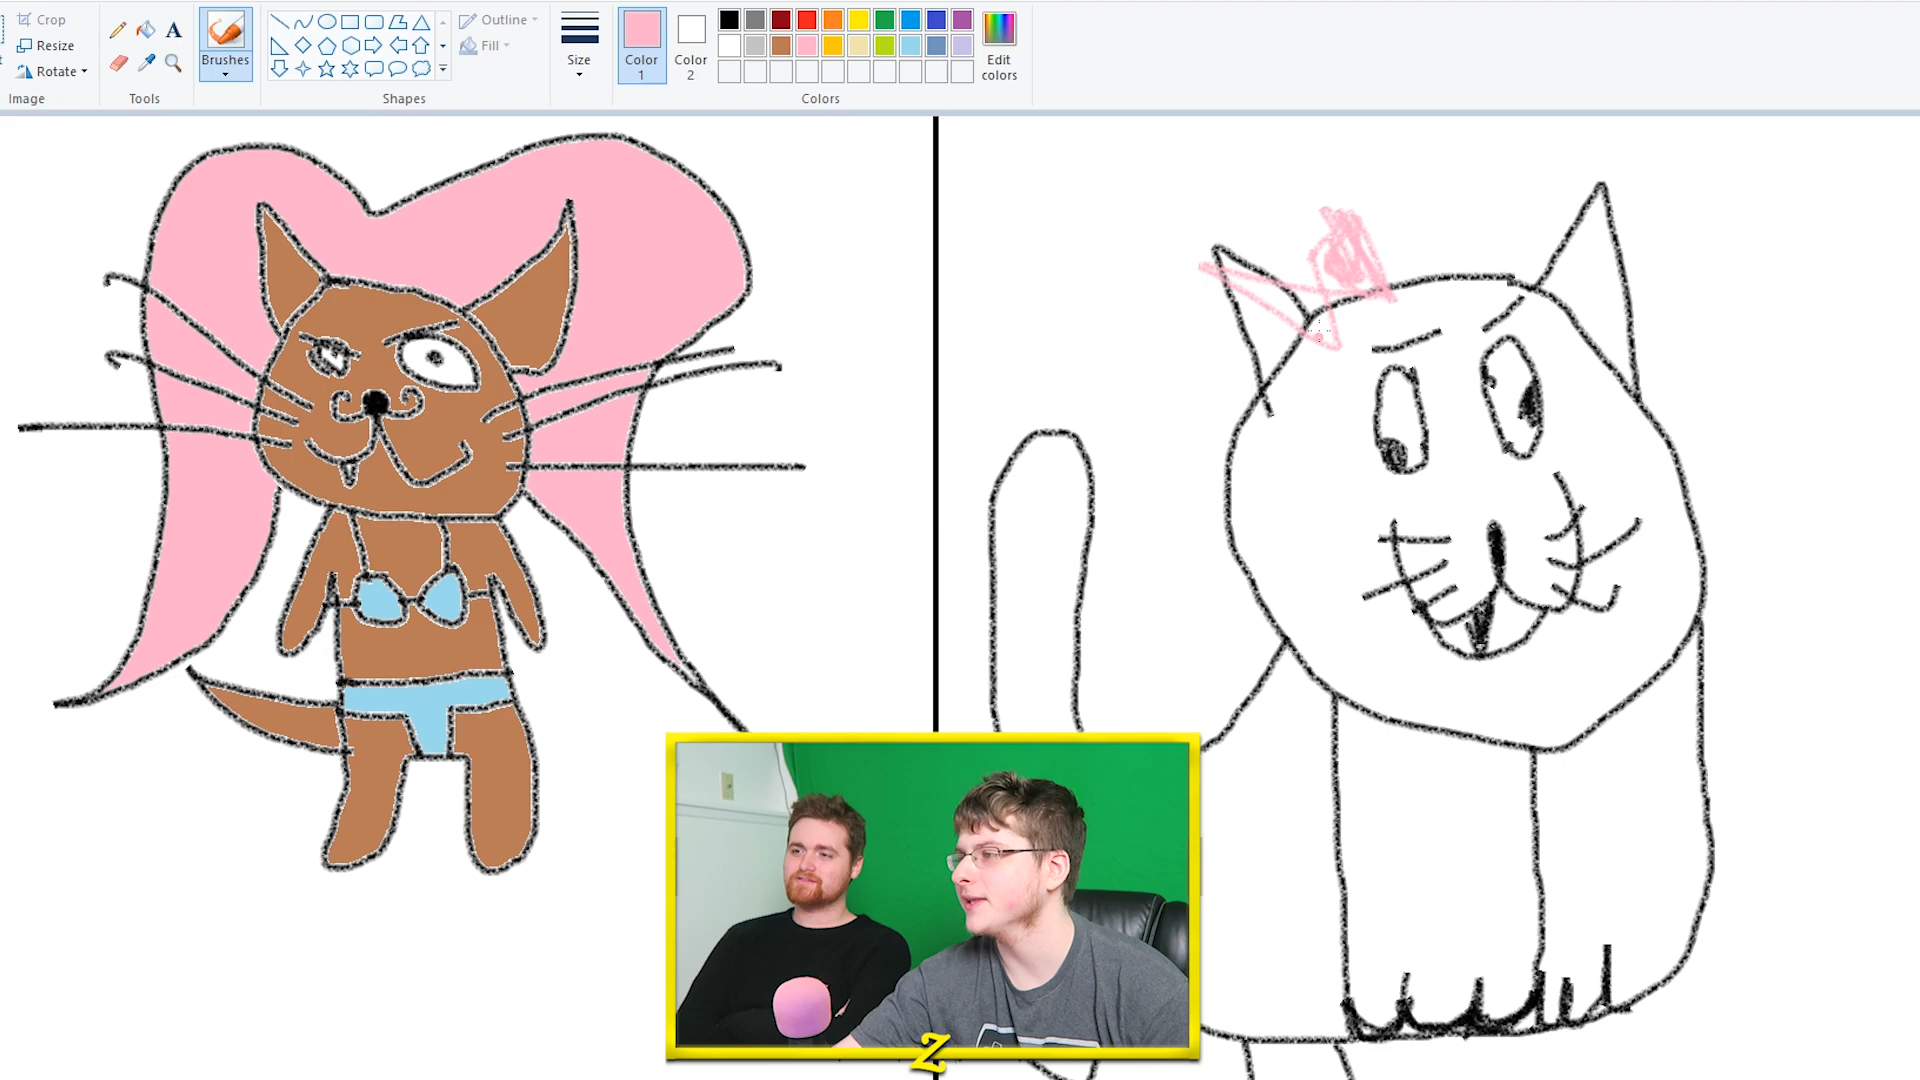 Crop
Resize
Rotate
Image
A
Tools
Brushes
Shapes
Outline
Fill
Size
Color
1
Color
2
Edit
colors
Colors
Z